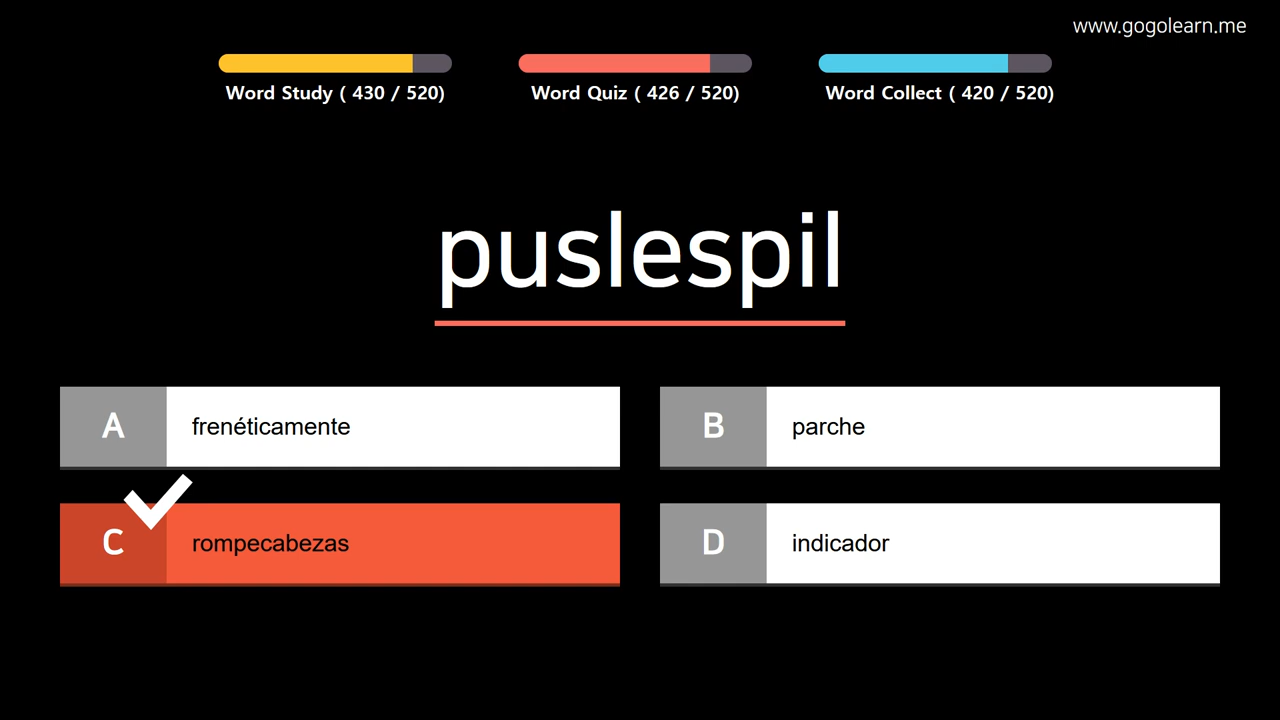 www.gogolearn.me
Word Study ( 430 / 520)
Word Quiz ( 426 / 520)
Word Collect ( 420 / 520)
puslespil
A frenéticamente
B parche
C rompecabezas
D indicador